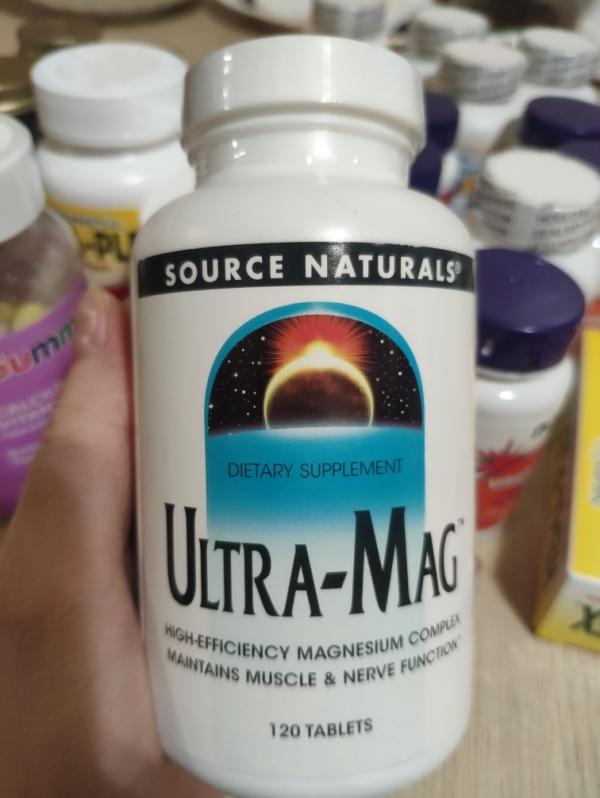 SOURCE NATURALS®
DIETARY SUPPLEMENT
ULTRA-MAG™
HIGH-EFFICIENCY MAGNESIUM COMPLEX
MAINTAINS MUSCLE & NERVE FUNCTION*
120 TABLETS